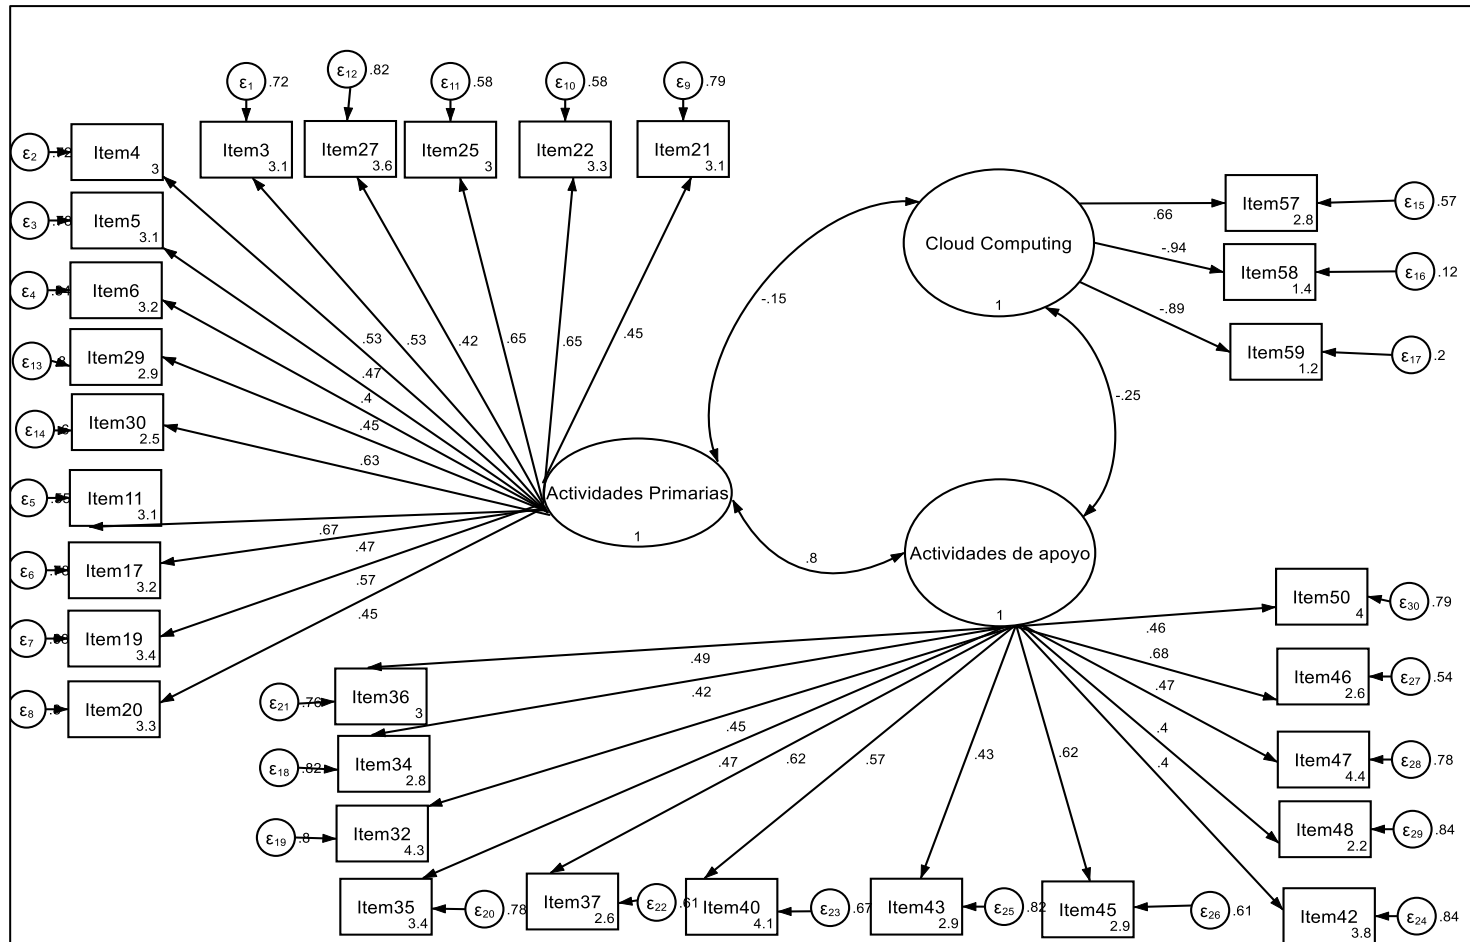 ε1 .72
ε12 .82
ε11 .58
ε10 .58
ε9 .79
ε2
Item4
3
Item3
3.1
Item27
3.6
Item25
3
Item22
3.3
Item21
3.1
ε3
Item5
3.1
ε4
Item6
3.2
ε13
Item29
2.9
ε14
Item30
2.5
ε5
Item11
3.1
ε6
Item17
3.2
ε7
Item19
3.4
ε8
Item20
3.3
.53
.53
.42
.65
.65
.45
.47
.4
.45
.63
.67
.47
.57
.45
Actividades Primarias
1
-.15
.8
-.25
Cloud Computing
1
.66
-.94
-.89
Item57
2.8
ε15 .57
Item58
1.4
ε16 .12
Item59
1.2
ε17 .2
Actividades de apoyo
1
.49
.42
.45
.47
.62
.57
.43
.62
.46
.68
.47
.4
.4
ε21 .76
Item36
3
ε18 .82
Item34
2.8
ε19 .8
Item32
4.3
Item35
3.4
ε20 .78
Item37
2.6
ε22 .61
Item40
4.1
ε23 .67
Item43
2.9
ε25 .82
Item45
2.9
ε26 .61
Item50
4
ε30 .79
Item46
2.6
ε27 .54
Item47
4.4
ε28 .78
Item48
2.2
ε29 .84
Item42
3.8
ε24 .84